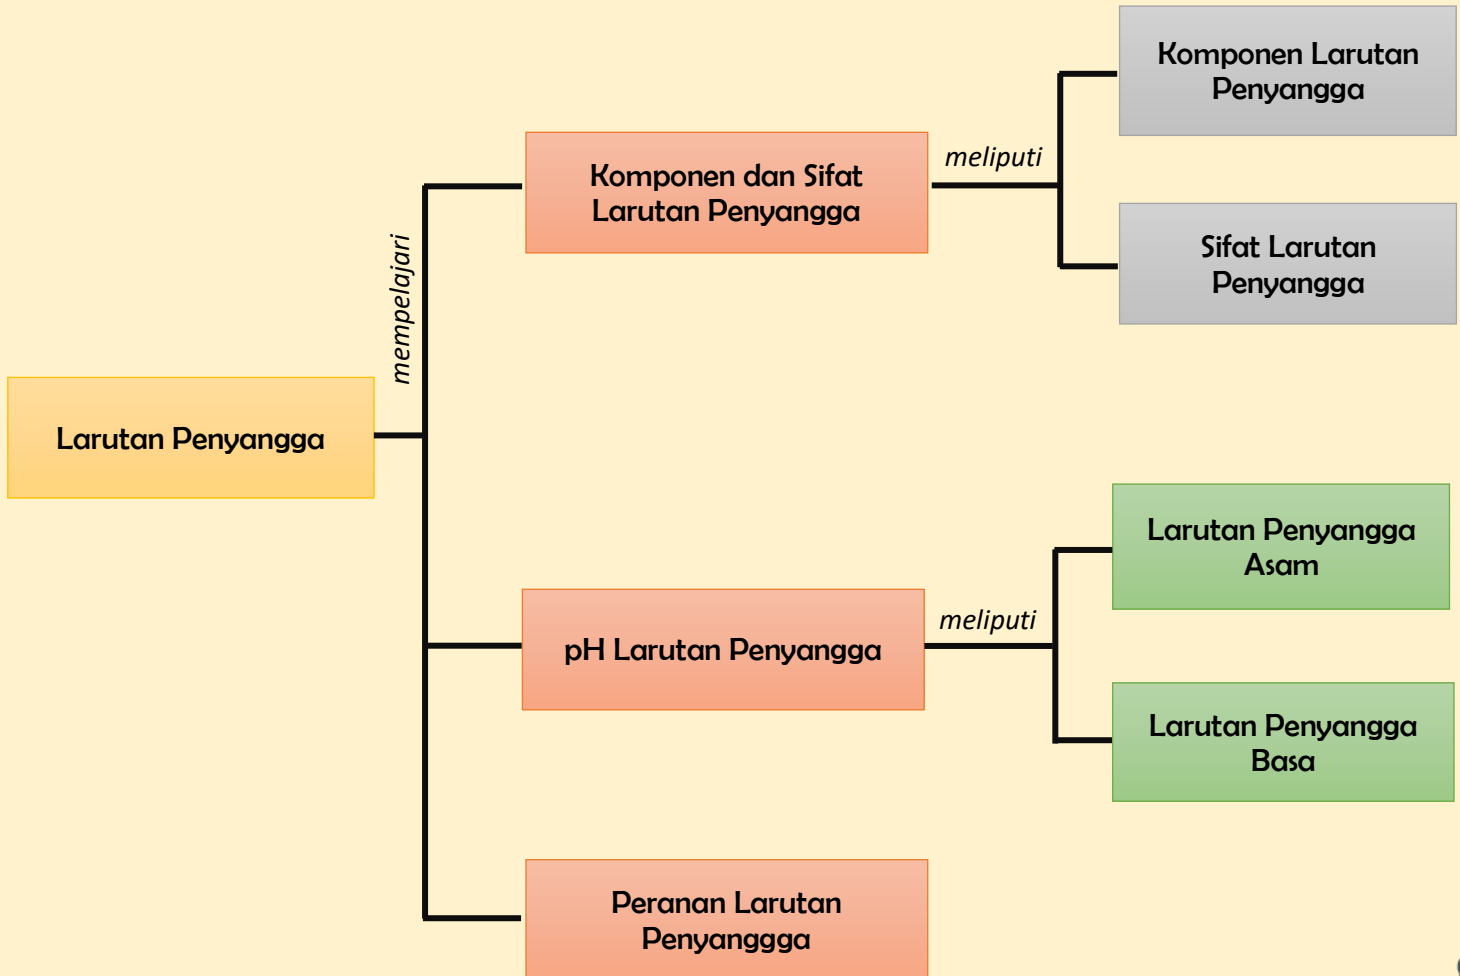 Komponen Larutan
Penyangga
Komponen dan Sifat
Larutan Penyangga
meliputi
Sifat Larutan
Penyangga
mempelajari
Larutan Penyangga
Larutan Penyangga
Asam
pH Larutan Penyangga
meliputi
Larutan Penyangga
Basa
Peranan Larutan
Penyanggga